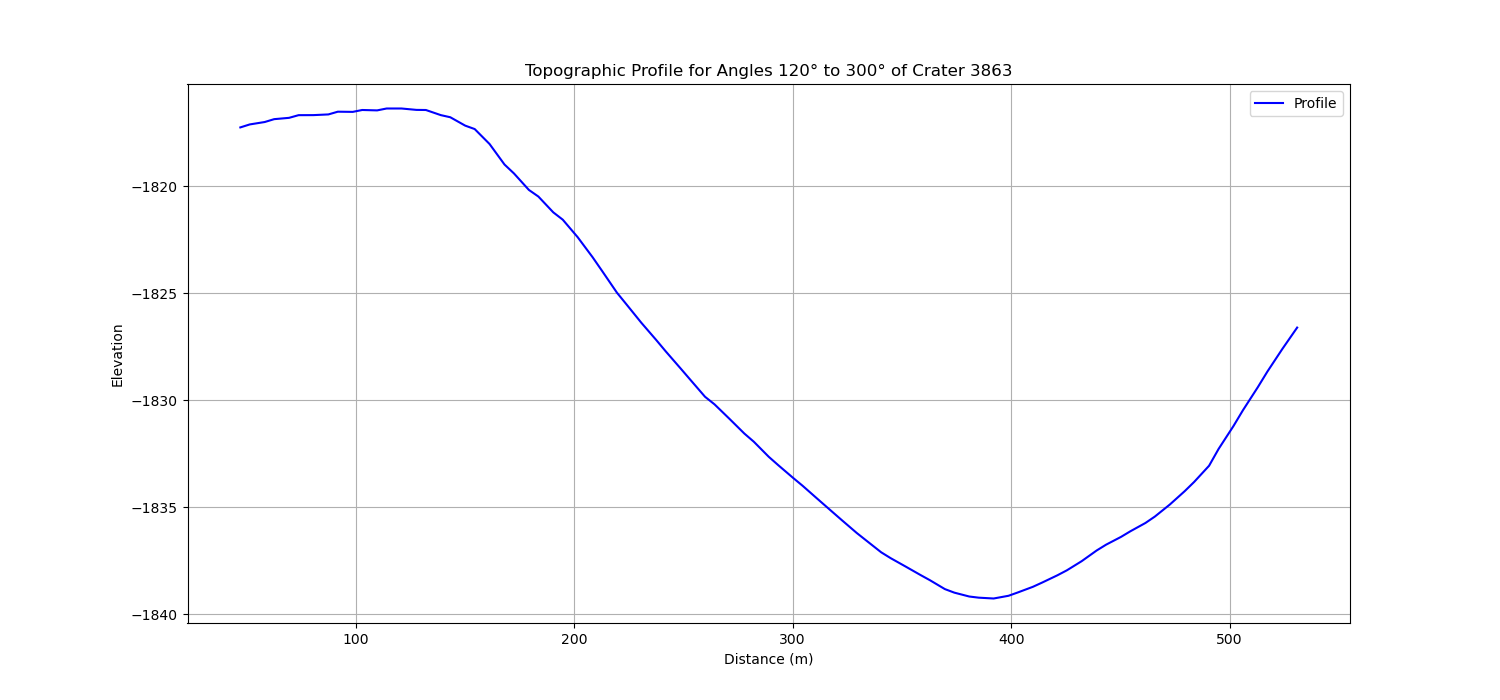 Topographic Profile for Angles 120° to 300° of Crater 3863
Profile
Elevation
−1820
−1825
−1830
−1835
−1840
100 200 300 400 500
Distance (m)